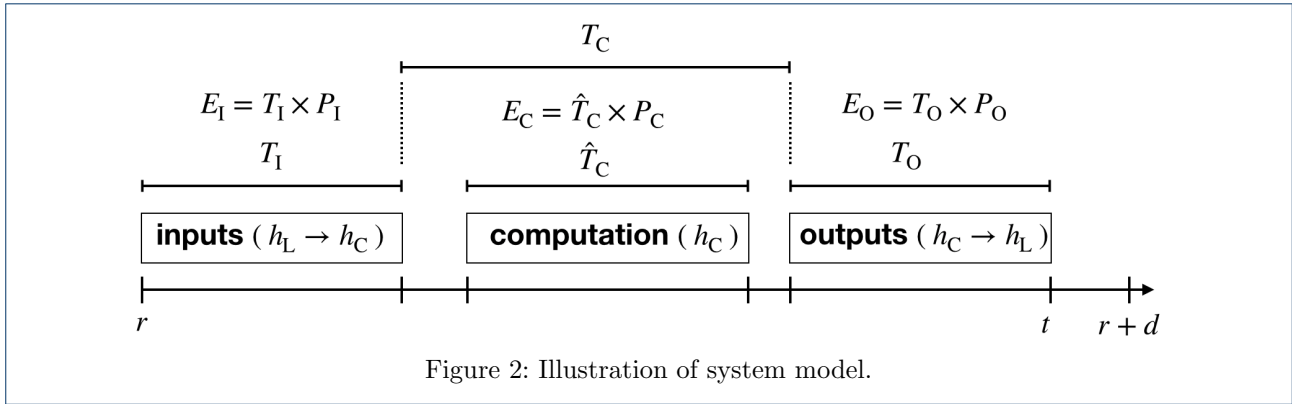 T_C
E_I = T_I × P_I
E_C = T̂_C × P_C
E_O = T_O × P_O
T_I
T̂_C
T_O
inputs ( h_L → h_C )
computation ( h_C )
outputs ( h_C → h_L )
r
t
r + d
Figure 2: Illustration of system model.